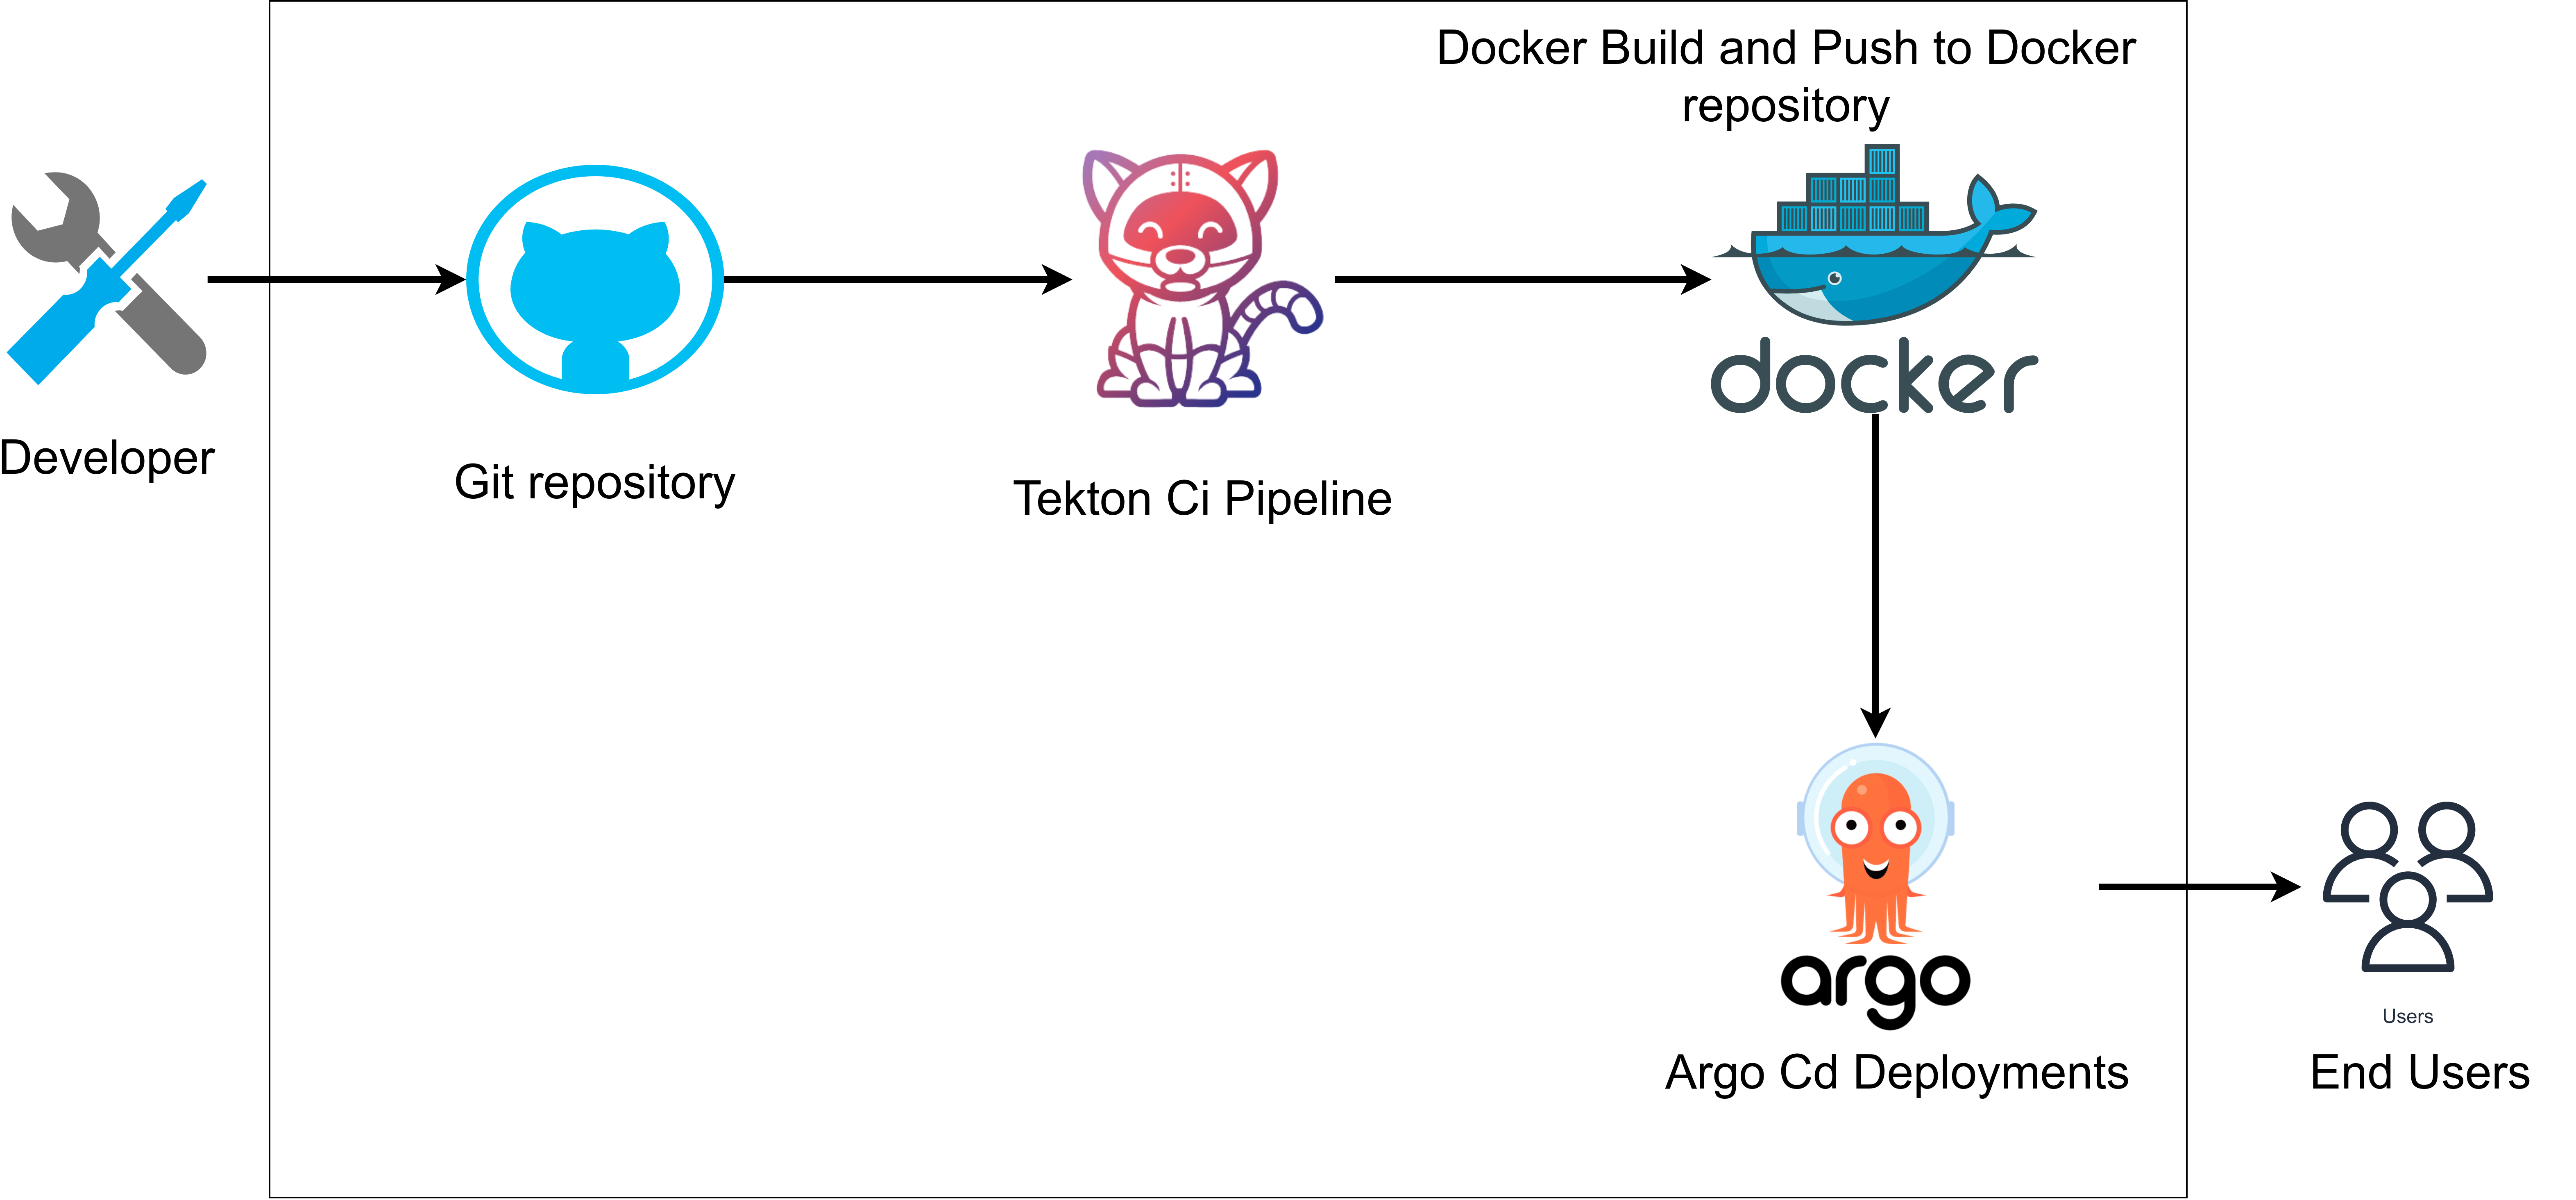 Docker Build and Push to Docker
repository
docker
Developer
Git repository
Tekton Ci Pipeline
argo
Users
Argo Cd Deployments
End Users